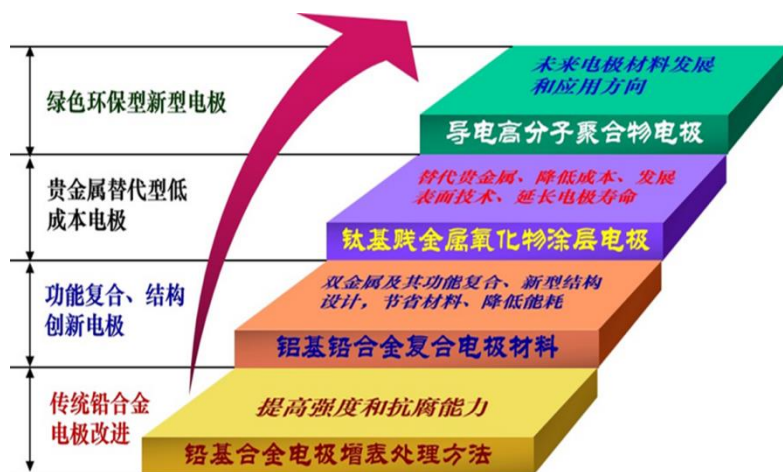 绿色环保型新型电极
未来电极材料发展
和应用方向
导电高分子聚合物电极
贵金属替代型低
成本电极
替代贵金属、降低成本、发展
表面技术、延长电极寿命
钛基贱金属氧化物涂层电极
功能复合、结构
创新电极
双金属及其功能复合、新型结构
设计，节省材料、降低能耗
铝基铅合金复合电极材料
传统铅合金
电极改进
提高强度和抗腐能力
铅基合金电极增表处理方法